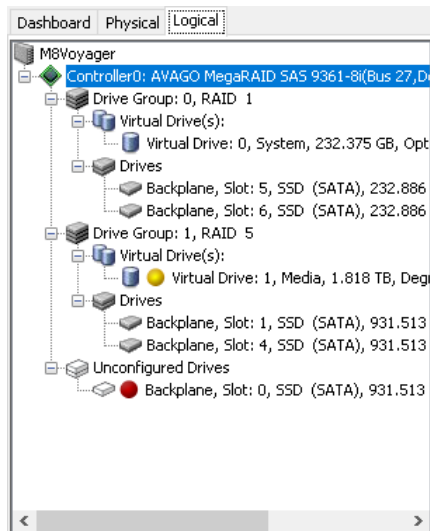 Dashboard Physical Logical
M8Voyager
Controller0: AVAGO MegaRAID SAS 9361-8i(Bus 27,De
Drive Group: 0, RAID 1
Virtual Drive(s):
Virtual Drive: 0, System, 232.375 GB, Opt
Drives
Backplane, Slot: 5, SSD (SATA), 232.886
Backplane, Slot: 6, SSD (SATA), 232.886
Drive Group: 1, RAID 5
Virtual Drive(s):
Virtual Drive: 1, Media, 1.818 TB, Degr
Drives
Backplane, Slot: 1, SSD (SATA), 931.513
Backplane, Slot: 4, SSD (SATA), 931.513
Unconfigured Drives
Backplane, Slot: 0, SSD (SATA), 931.513